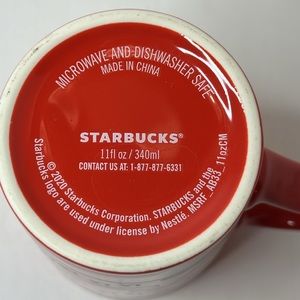 MICROWAVE AND DISHWASHER SAFE
MADE IN CHINA
STARBUCKS®
11fl oz / 340ml
CONTACT US AT: 1-877-877-6331
© 2020 Starbucks Corporation. STARBUCKS and the
Starbucks logo are used under license by Nestlé. MSRF_AB33_11ozCM